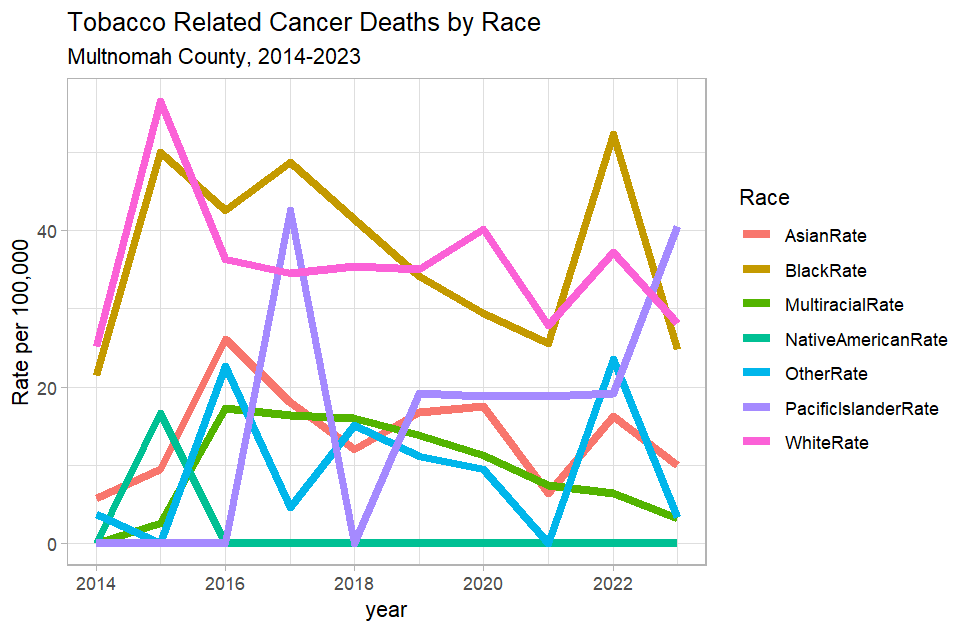 Tobacco Related Cancer Deaths by Race
Multnomah County, 2014-2023
Rate per 100,000
40
20
0
2014
2016
2018
2020
2022
year
Race
AsianRate
BlackRate
MultiracialRate
NativeAmericanRate
OtherRate
PacificIslanderRate
WhiteRate